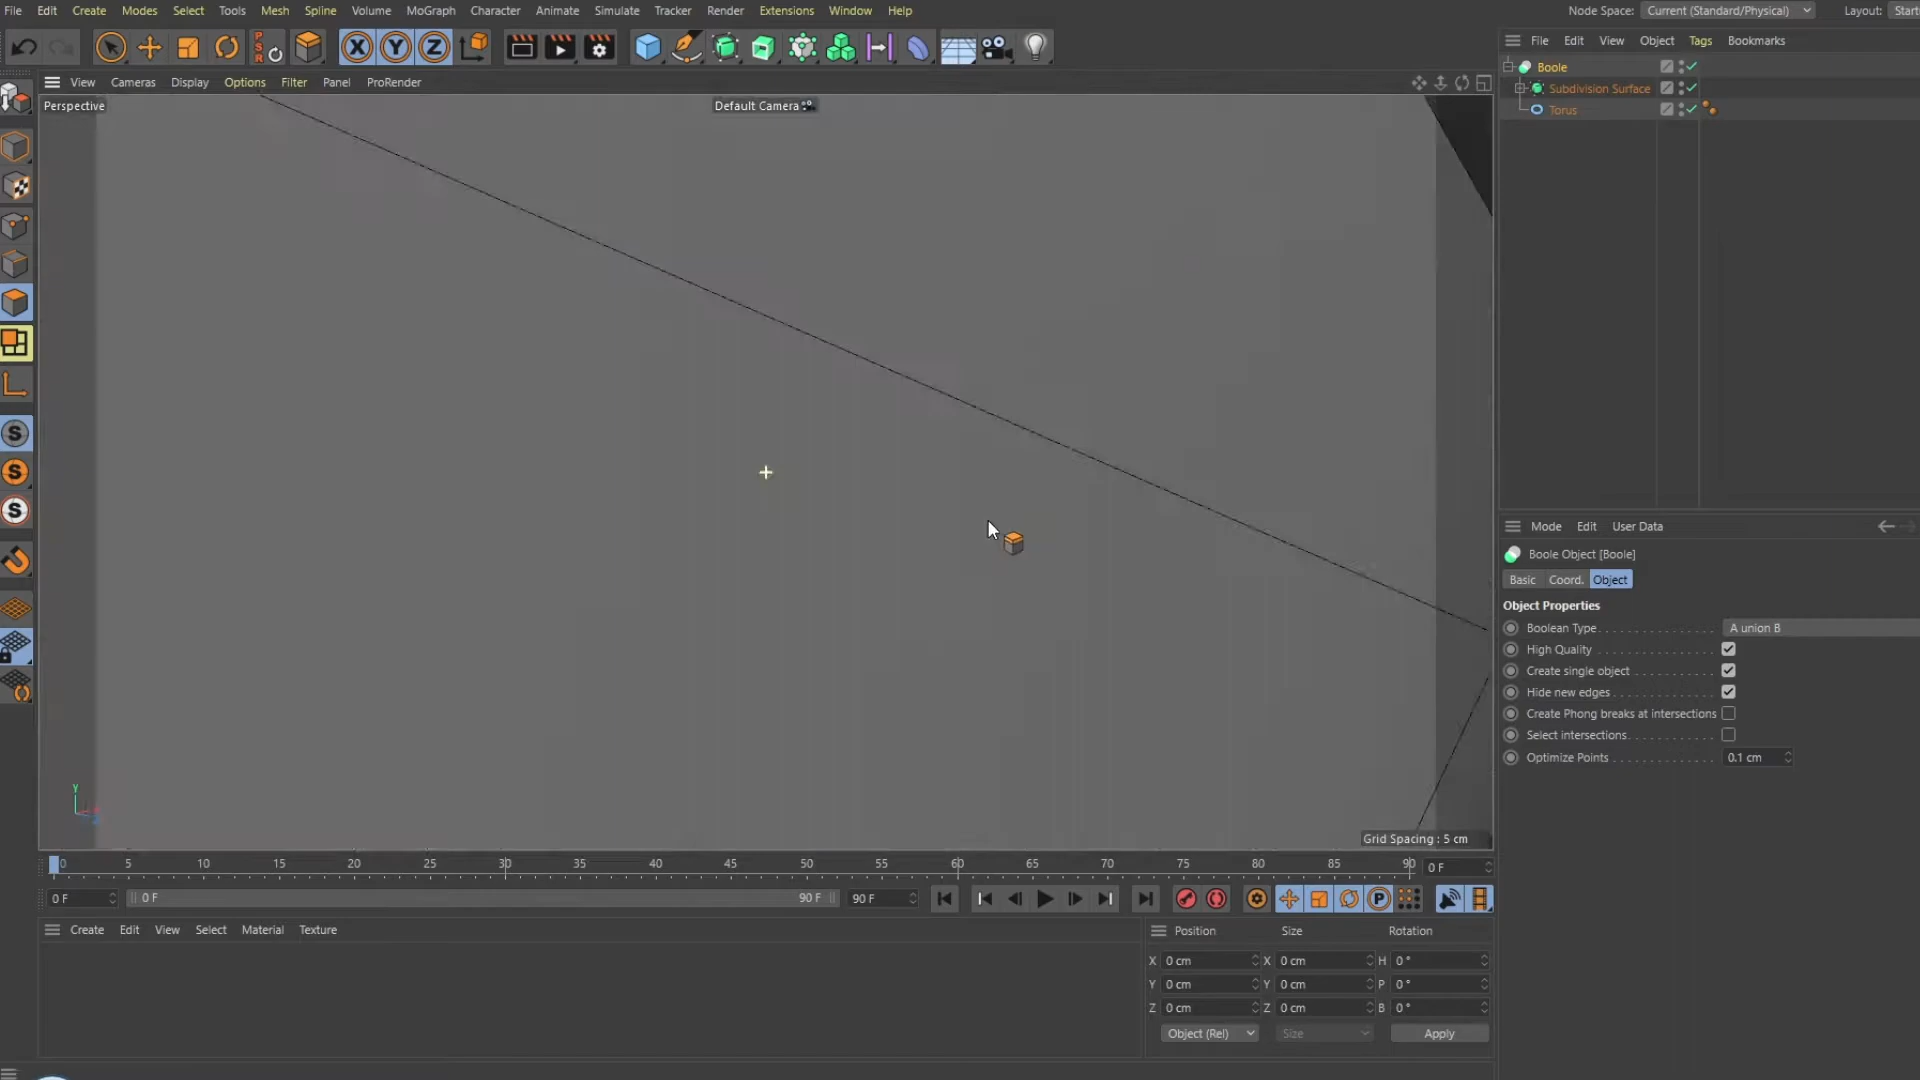 File Edit Create Modes Select Tools Mesh Spline Volume MoGraph Character Animate Simulate Tracker Render Extensions Window Help
Node Space: Current (Standard/Physical) Layout: Start
PSR
X Y Z
File Edit View Object Tags Bookmarks
View Cameras Display Options Filter Panel ProRender
Perspective
Default Camera
Boole
Subdivision Surface
Torus
S
S
S
Y
Grid Spacing : 5 cm
Mode Edit User Data
Boole Object [Boole]
Basic Coord. Object
Object Properties
Boolean Type A union B
High Quality
Create single object
Hide new edges
Create Phong breaks at intersections
Select intersections
Optimize Points 0.1 cm
0 5 10 15 20 25 30 35 40 45 50 55 60 65 70 75 80 85 90 0 F
0 F 0 F 90 F 90 F P
Create Edit View Select Material Texture
Position Size Rotation
X 0 cm X 0 cm H 0 °
Y 0 cm Y 0 cm P 0 °
Z 0 cm Z 0 cm B 0 °
Object (Rel) Size Apply